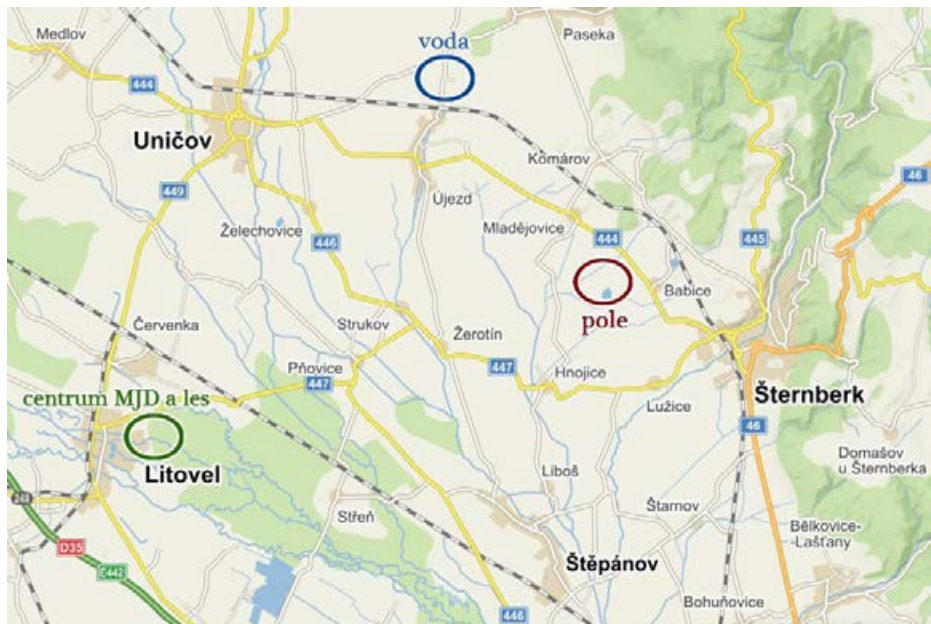 Medlov
voda
Paseka
444
Uničov
Komárov
46
449
Újezd
Želechovice
446
Mladějovice
444
445
Babice
pole
Červenka
Strukov
Žerotín
Pňovice
447
447
Hnojice
centrum MJD a les
Šternberk
Lužice
46
Litovel
Liboš
Domašov
u Šternberka
248
Střeň
Štarnov
D35
Bělkovice-
-Lašťany
E442
Štěpánov
Bohuňovice
446